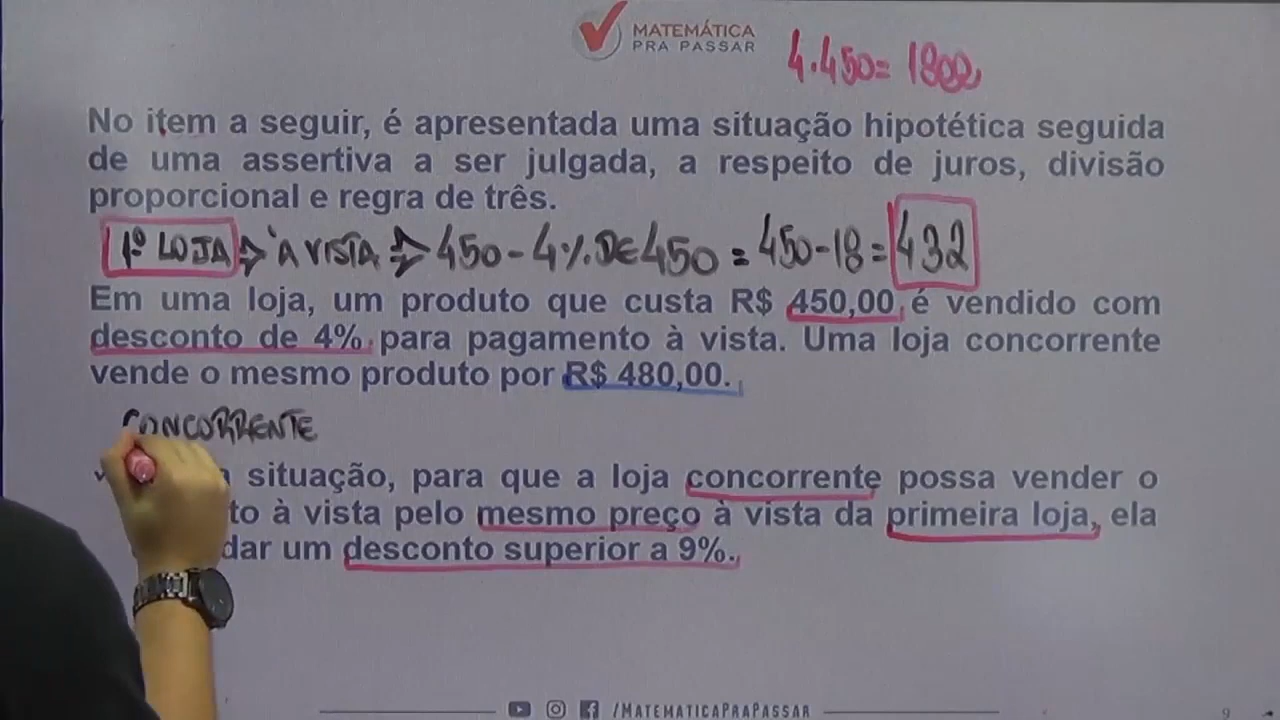 MATEMÁTICA
PRA PASSAR
4.450= 1800
No item a seguir, é apresentada uma situação hipotética seguida
de uma assertiva a ser julgada, a respeito de juros, divisão
proporcional e regra de três.
1º LOJA ⇒ À VISTA ⇒ 450 - 4% DE 450 = 450 - 18 = 432
Em uma loja, um produto que custa R$ 450,00 é vendido com
desconto de 4% para pagamento à vista. Uma loja concorrente
vende o mesmo produto por R$ 480,00.
CONCORRENTE
situação, para que a loja concorrente possa vender o
to à vista pelo mesmo preço à vista da primeira loja, ela
dar um desconto superior a 9%.
/MATEMATICAPRAPASSAR
9